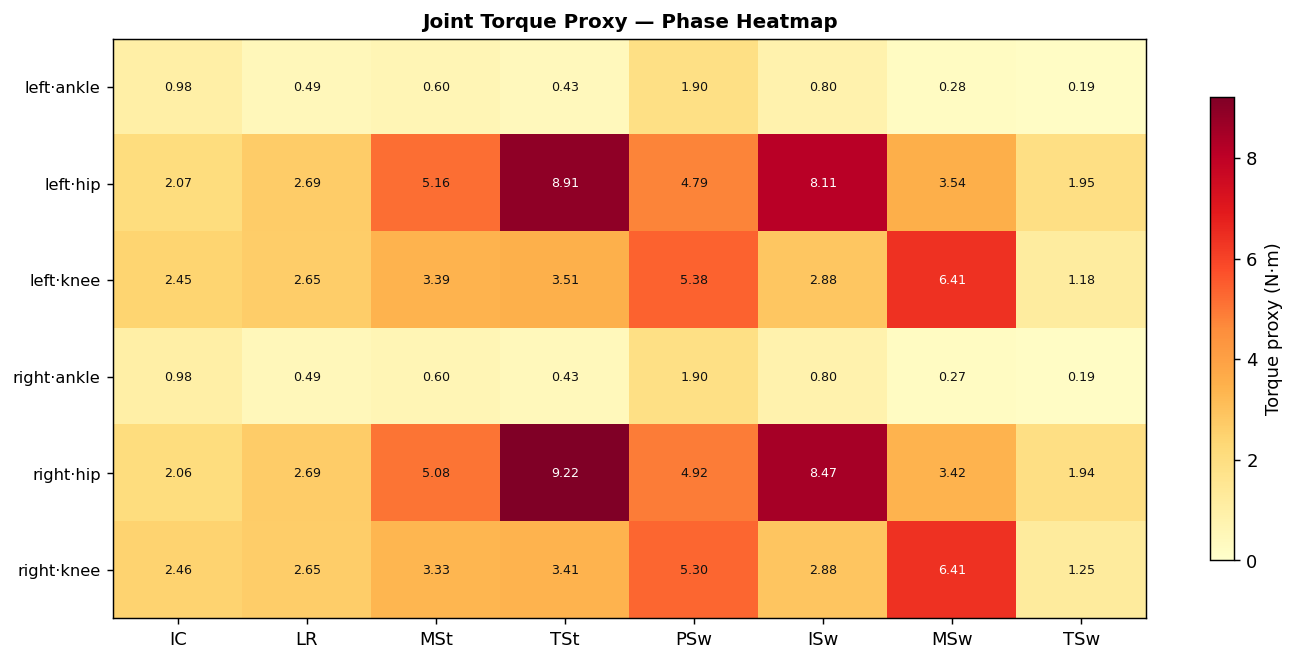 Joint Torque Proxy — Phase Heatmap
left·ankle 0.98 0.49 0.60 0.43 1.90 0.80 0.28 0.19
left·hip 2.07 2.69 5.16 8.91 4.79 8.11 3.54 1.95
left·knee 2.45 2.65 3.39 3.51 5.38 2.88 6.41 1.18
right·ankle 0.98 0.49 0.60 0.43 1.90 0.80 0.27 0.19
right·hip 2.06 2.69 5.08 9.22 4.92 8.47 3.42 1.94
right·knee 2.46 2.65 3.33 3.41 5.30 2.88 6.41 1.25
IC LR MSt TSt PSw ISw MSw TSw
8
6
4
2
0
Torque proxy (N·m)